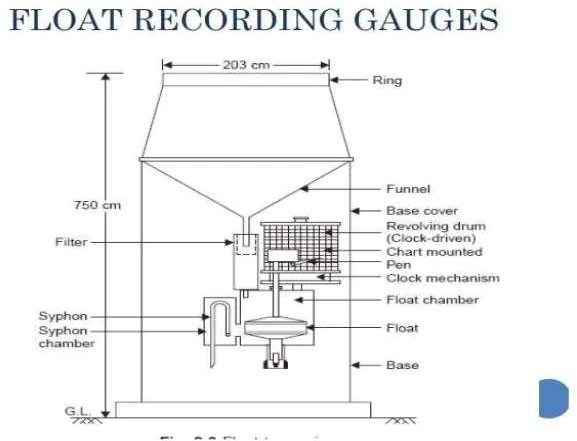 FLOAT RECORDING GAUGES
203 cm
Ring
750 cm
Funnel
Base cover
Revolving drum
(Clock-driven)
Chart mounted
Pen
Clock mechanism
Filter
Float chamber
Syphon
Syphon
chamber
Float
Base
G.L.